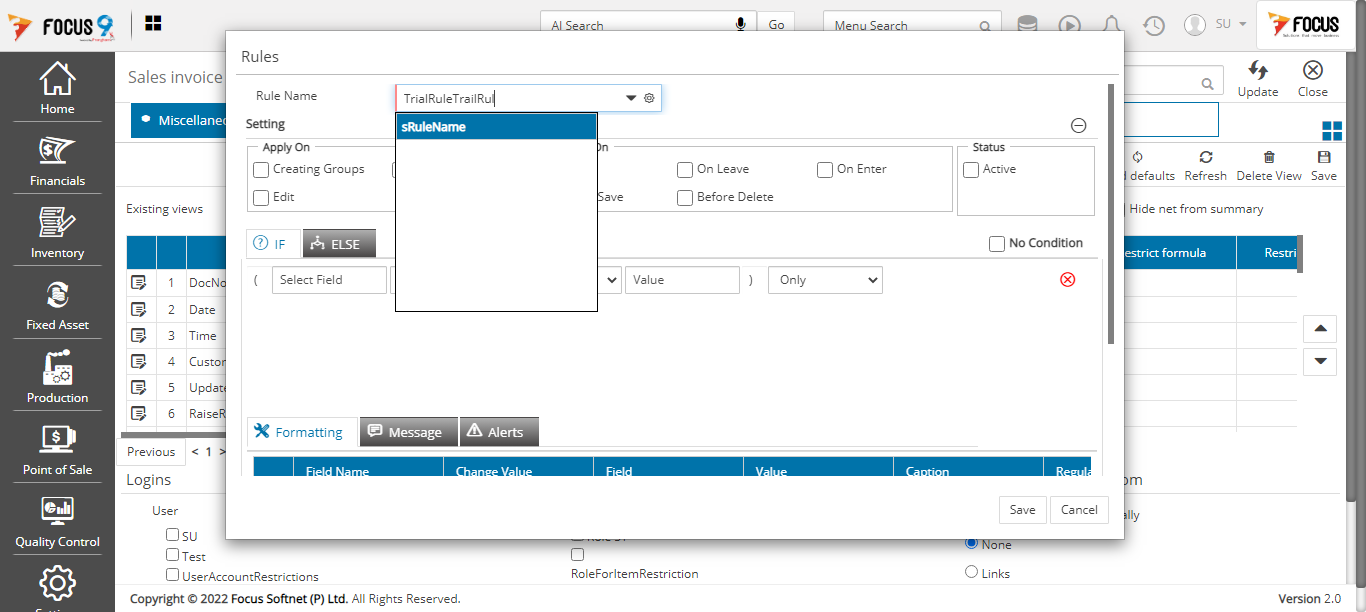 FOCUS 9
AI Search
Go
Menu Search
SU
FOCUS
Home
Financials
Inventory
Fixed Asset
Production
Point of Sale
Quality Control
Sales invoice
Update
Close
Miscellaneo
d defaults
Refresh
Delete View
Save
Existing views
Hide net from summary
estrict formula
Restri
1 DocNo
2 Date
3 Time
4 Custor
5 Update
6 RaiseR
Previous < 1 >
Logins
om
User
ally
SU
Test
UserAccountRestrictions
RoleForItemRestriction
None
Links
Rules
Rule Name
TrialRuleTrailRul
sRuleName
Setting
Apply On
On
Status
Creating Groups
On Leave
On Enter
Active
Edit
Save
Before Delete
IF
ELSE
No Condition
( Select Field
Value ) Only
Formatting
Message
Alerts
Field Name
Change Value
Field
Value
Caption
Regula
Save
Cancel
Copyright © 2022 Focus Softnet (P) Ltd. All Rights Reserved.
Version 2.0